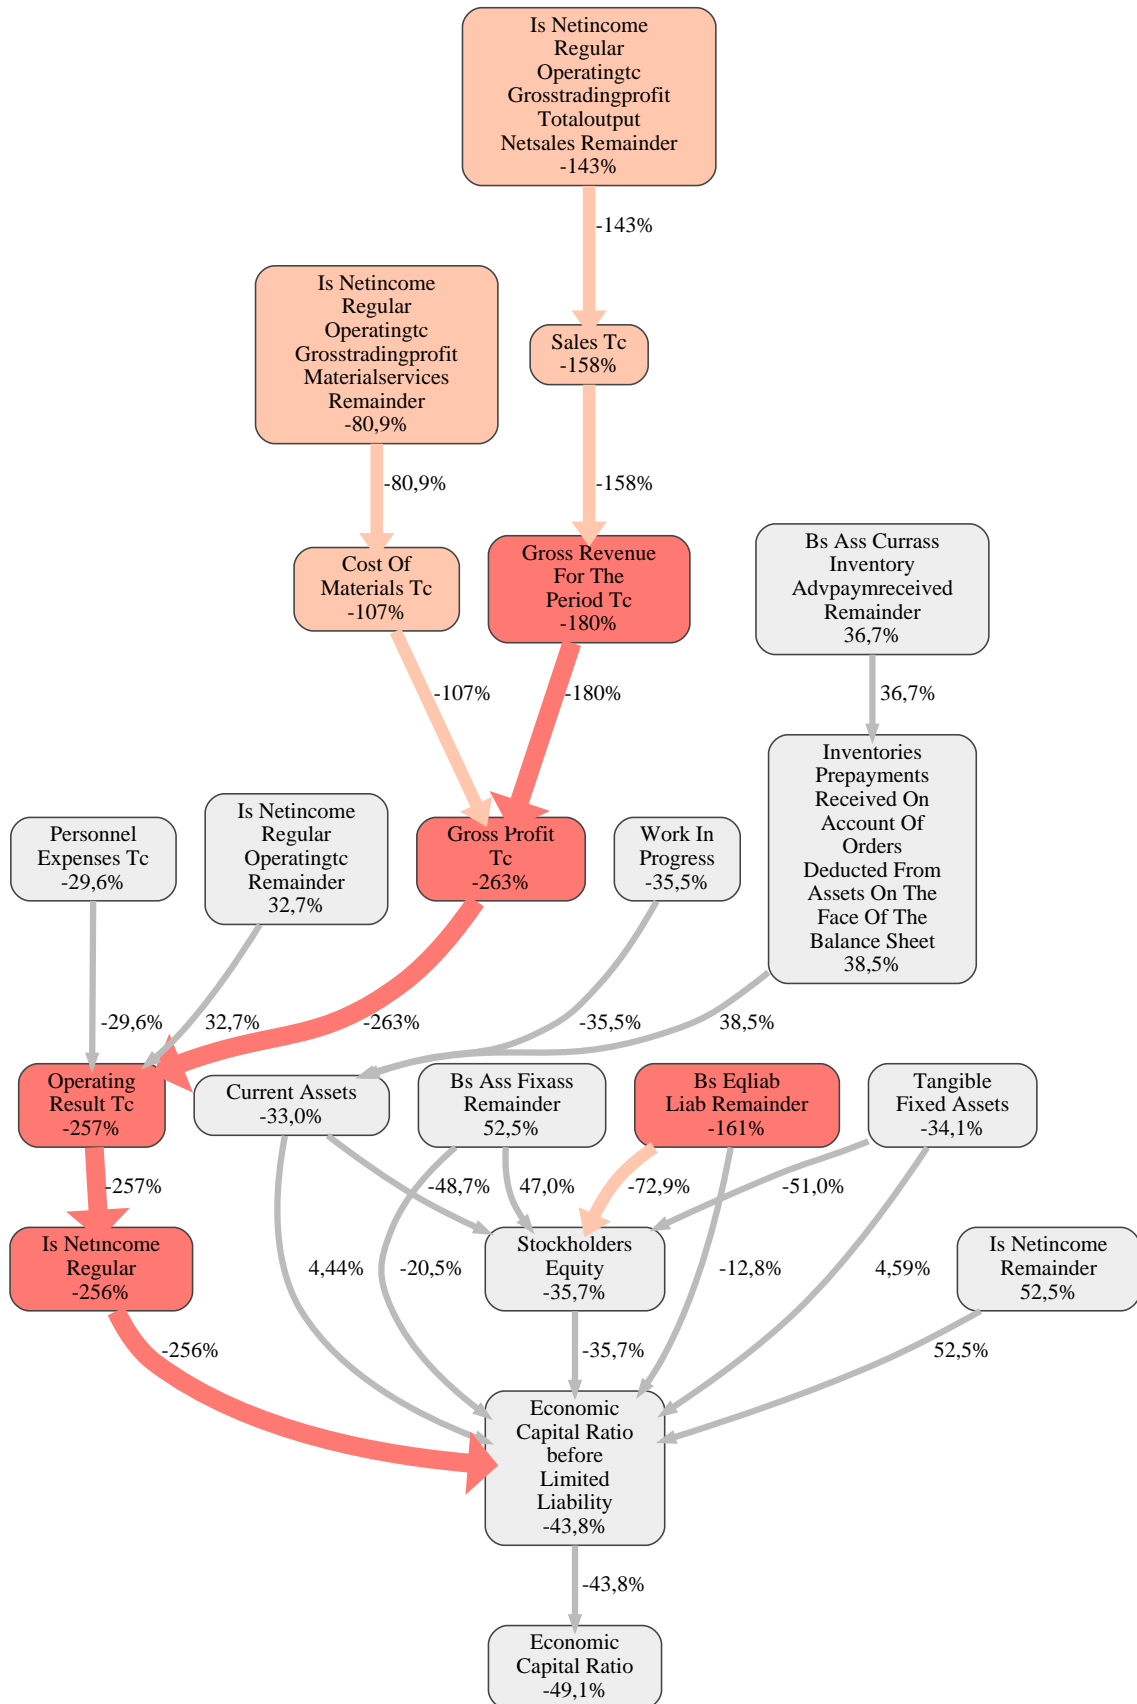 Is Netincome
Regular
Operatingtc
Grosstradingprofit
Totaloutput
Netsales Remainder
-143%
-143%
Is Netincome
Regular
Operatingtc
Grosstradingprofit
Materialservices
Remainder
-80,9%
Sales Tc
-158%
-80,9%
-158%
Cost Of
Materials Tc
-107%
Gross Revenue
For The
Period Tc
-180%
Bs Ass Currass
Inventory
Advpaymreceived
Remainder
36,7%
-107%
-180%
36,7%
Personnel
Expenses Tc
-29,6%
Is Netincome
Regular
Operatingtc
Remainder
32,7%
Gross Profit
Tc
-263%
Work In
Progress
-35,5%
Inventories
Prepayments
Received On
Account Of
Orders
Deducted From
Assets On The
Face Of The
Balance Sheet
38,5%
-29,6%
32,7%
-263%
-35,5%
38,5%
Operating
Result Tc
-257%
Current Assets
-33,0%
Bs Ass Fixass
Remainder
52,5%
Bs Eqliab
Liab Remainder
-161%
Tangible
Fixed Assets
-34,1%
-257%
-48,7%
47,0%
-72,9%
-51,0%
Is Netincome
Regular
-256%
4,44%
-20,5%
Stockholders
Equity
-35,7%
-12,8%
4,59%
Is Netincome
Remainder
52,5%
-256%
-35,7%
52,5%
Economic
Capital Ratio
before
Limited
Liability
-43,8%
-43,8%
Economic
Capital Ratio
-49,1%